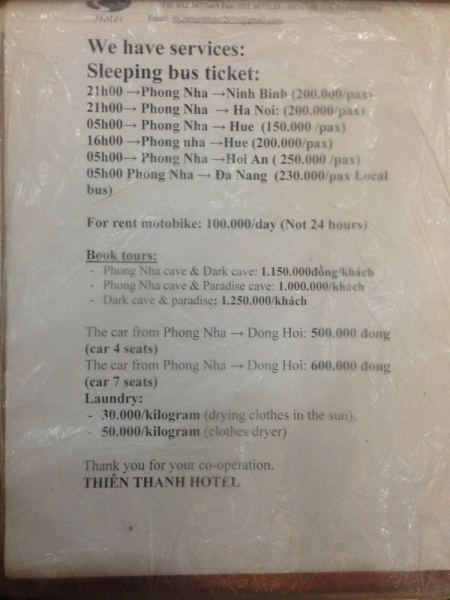 Hotel
We have services:
Sleeping bus ticket:
21h00 →Phong Nha →Ninh Binh (200.000/pax)
21h00→ Phong Nha → Ha Noi: (200.000/pax)
05h00→ Phong Nha → Hue (150.000 /pax)
16h00 →Phong nha →Hue (200.000/pax)
05h00→ Phong Nha →Hoi An ( 250.000 /pax)
05h00 Phong Nha → Đa Nang (230.000/pax Local
bus)
For rent motobike: 100.000/day (Not 24 hours)
Book tours:
- Phong Nha cave & Dark cave: 1.150.000đồng/khách
- Phong Nha cave & Paradise cave: 1.000.000/khách
- Dark cave & paradise: 1.250.000/khách
The car from Phong Nha → Dong Hoi: 500.000 đong
(car 4 seats)
The car from Phong Nha → Dong Hoi: 600.000 đong
(car 7 seats)
Laundry:
- 30.000/kilogram (drying clothes in the sun).
- 50.000/kilogram (clothes dryer)
Thank you for your co-operation.
THIÊN THANH HOTEL